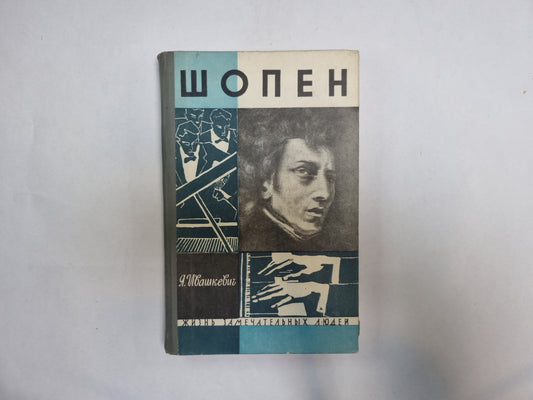 ШОПЕН
Я. Ивашкевич
ЖИЗНЬ ЗАМЕЧАТЕЛЬНЫХ ЛЮДЕЙ